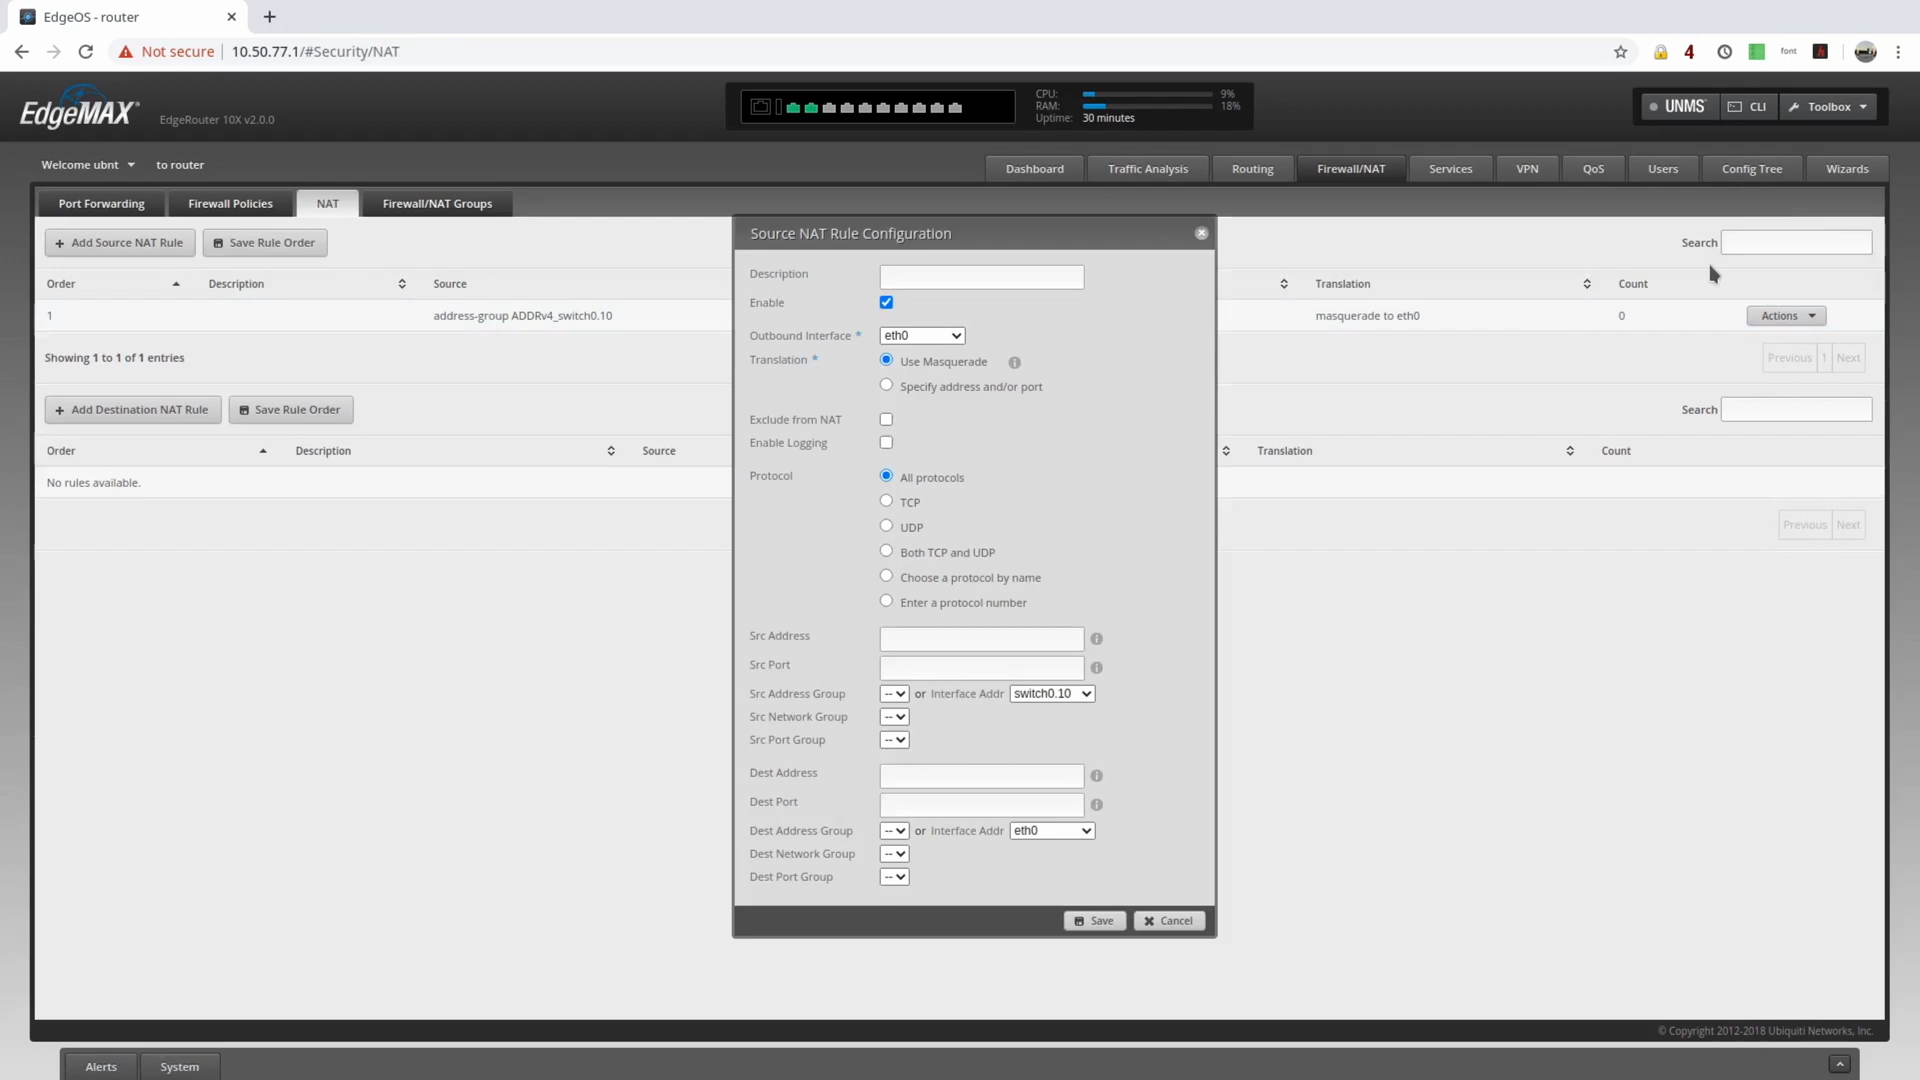 EdgeOS - router
Not secure
10.50.77.1/#Security/NAT
4
font
h
EdgeMAX
EdgeRouter 10X v2.0.0
CPU:
9%
RAM:
18%
Uptime:
30 minutes
UNMS
CLI
Toolbox
Welcome ubnt
to router
Dashboard
Traffic Analysis
Routing
Firewall/NAT
Services
VPN
QoS
Users
Config Tree
Wizards
Port Forwarding
Firewall Policies
NAT
Firewall/NAT Groups
+ Add Source NAT Rule
Save Rule Order
Search
Order
Description
Source
Translation
Count
1
address-group ADDRv4_switch0.10
masquerade to eth0
0
Actions
Showing 1 to 1 of 1 entries
Previous
1
Next
+ Add Destination NAT Rule
Save Rule Order
Search
Order
Description
Source
Translation
Count
No rules available.
Previous
Next
Source NAT Rule Configuration
Description
Enable
Outbound Interface *
eth0
Translation *
Use Masquerade
Specify address and/or port
Exclude from NAT
Enable Logging
Protocol
All protocols
TCP
UDP
Both TCP and UDP
Choose a protocol by name
Enter a protocol number
Src Address
Src Port
Src Address Group
--
or Interface Addr
switch0.10
Src Network Group
--
Src Port Group
--
Dest Address
Dest Port
Dest Address Group
--
or Interface Addr
eth0
Dest Network Group
--
Dest Port Group
--
Save
Cancel
© Copyright 2012-2018 Ubiquiti Networks, Inc.
Alerts
System